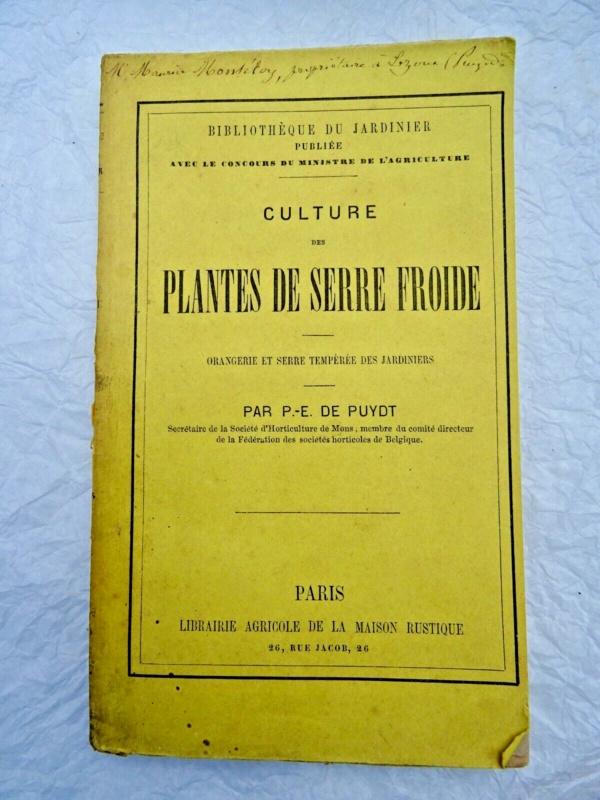 Mr Maurice propriétaire à Lezoux
BIBLIOTHÈQUE DU JARDINIER
PUBLIÉE
AVEC LE CONCOURS DU MINISTRE DE L'AGRICULTURE
CULTURE
DES
PLANTES DE SERRE FROIDE
ORANGERIE ET SERRE TEMPÉRÉE DES JARDINIERS
PAR P.-E. DE PUYDT
Secrétaire de la Société d'Horticulture de Mons, membre du comité directeur
de la Fédération des sociétés horticoles de Belgique.
PARIS
LIBRAIRIE AGRICOLE DE LA MAISON RUSTIQUE
26, RUE JACOB, 26